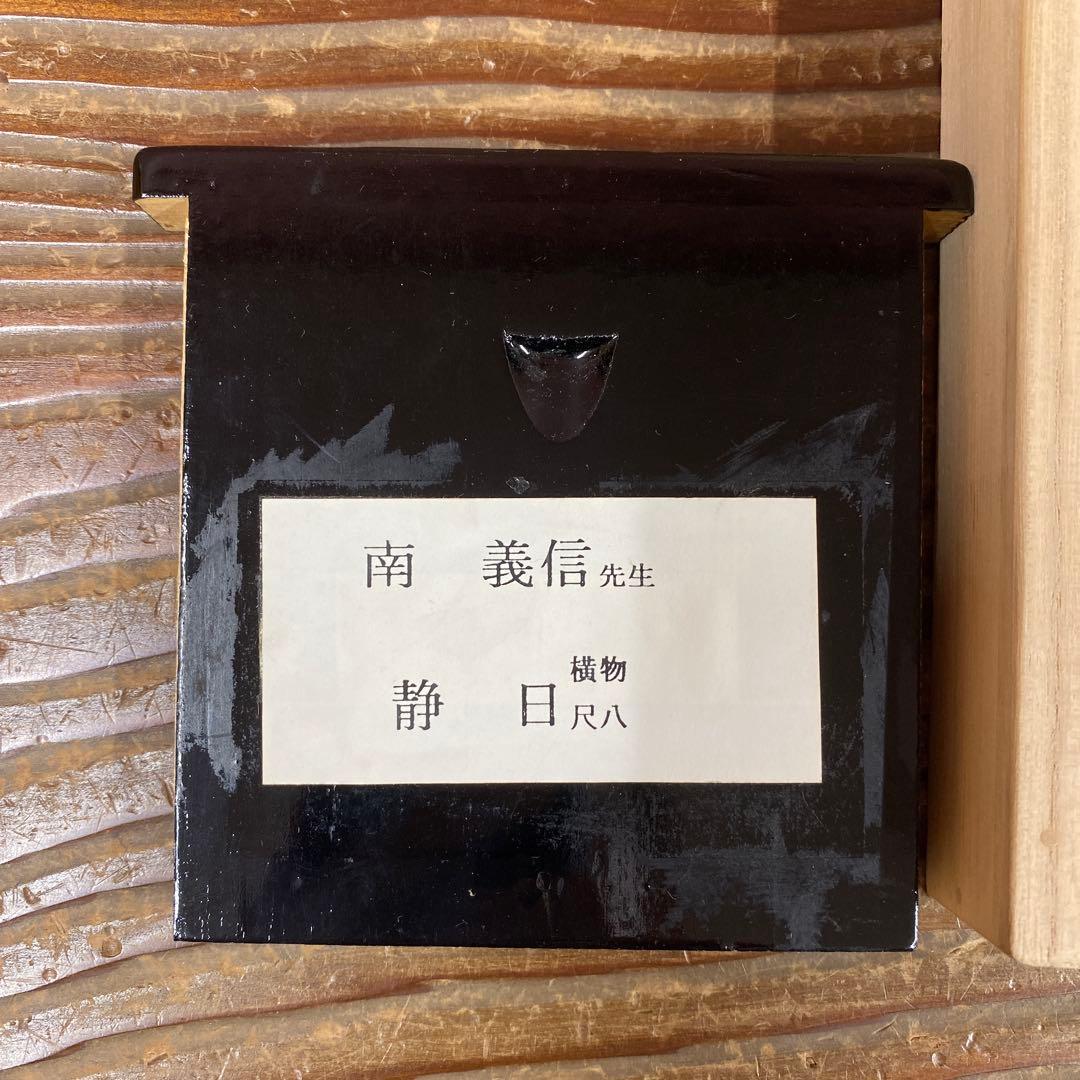 南　義信先生
静　日 横物
尺八